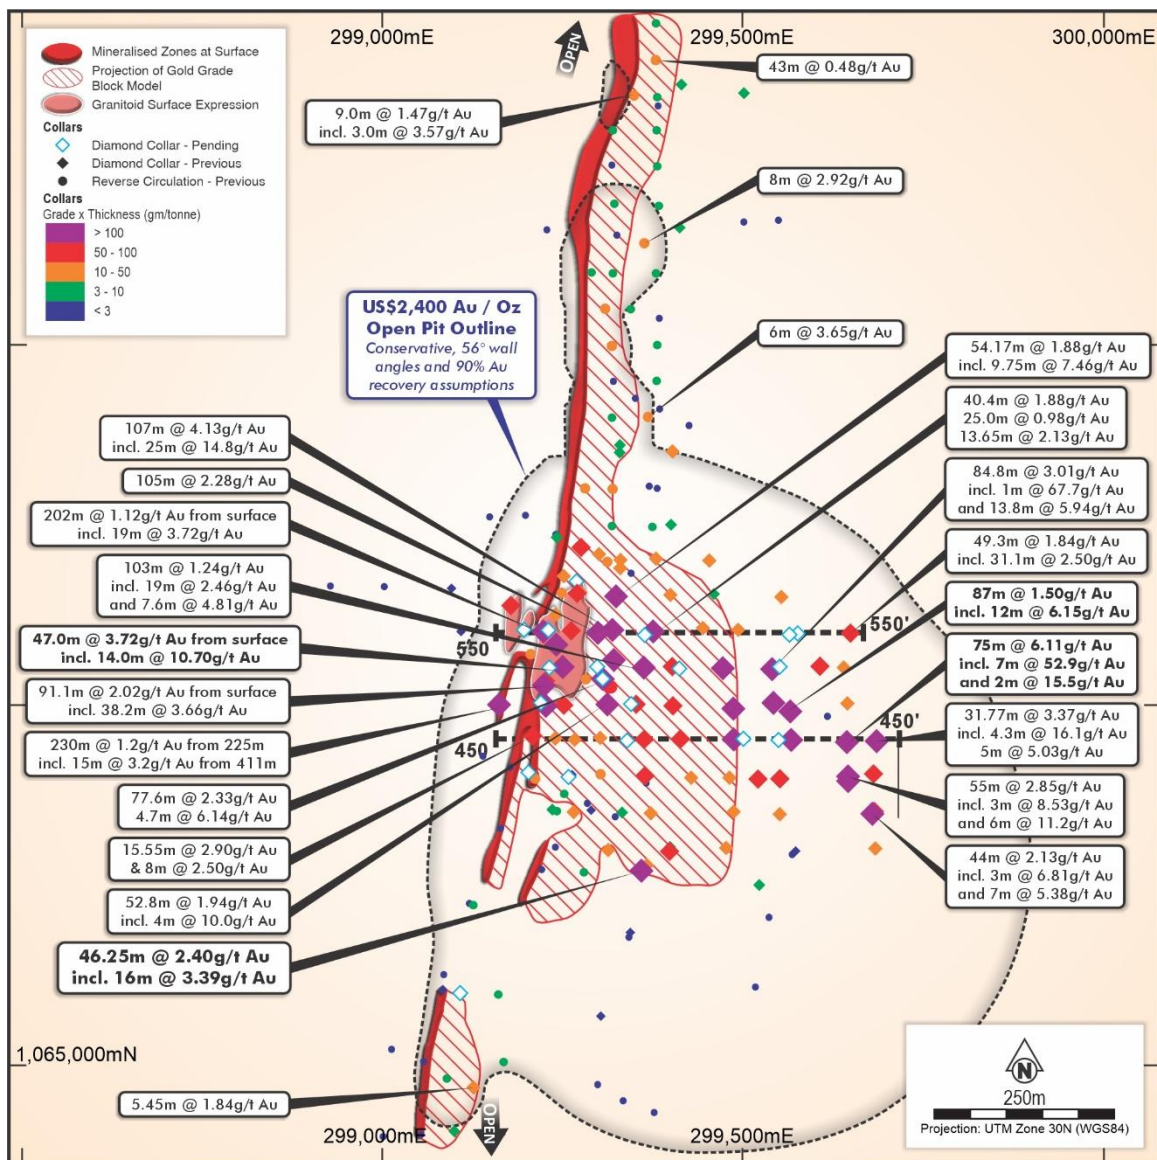 299,000mE
299,500mE
300,000mE
Mineralised Zones at Surface
Projection of Gold Grade
Block Model
Granitoid Surface Expression
Collars
Diamond Collar - Pending
Diamond Collar - Previous
Reverse Circulation - Previous
Collars
Grade x Thickness (gm/tonne)
> 100
50 - 100
10 - 50
3 - 10
< 3
OPEN
43m @ 0.48g/t Au
9.0m @ 1.47g/t Au
incl. 3.0m @ 3.57g/t Au
8m @ 2.92g/t Au
US$2,400 Au / Oz
Open Pit Outline
Conservative, 56° wall
angles and 90% Au
recovery assumptions
6m @ 3.65g/t Au
54.17m @ 1.88g/t Au
incl. 9.75m @ 7.46g/t Au
40.4m @ 1.88g/t Au
25.0m @ 0.98g/t Au
13.65m @ 2.13g/t Au
84.8m @ 3.01g/t Au
incl. 1m @ 67.7g/t Au
and 13.8m @ 5.94g/t Au
49.3m @ 1.84g/t Au
incl. 31.1m @ 2.50g/t Au
87m @ 1.50g/t Au
incl. 12m @ 6.15g/t Au
75m @ 6.11g/t Au
incl. 7m @ 52.9g/t Au
and 2m @ 15.5g/t Au
31.77m @ 3.37g/t Au
incl. 4.3m @ 16.1g/t Au
5m @ 5.03g/t Au
55m @ 2.85g/t Au
incl. 3m @ 8.53g/t Au
and 6m @ 11.2g/t Au
44m @ 2.13g/t Au
incl. 3m @ 6.81g/t Au
and 7m @ 5.38g/t Au
107m @ 4.13g/t Au
incl. 25m @ 14.8g/t Au
105m @ 2.28g/t Au
202m @ 1.12g/t Au from surface
incl. 19m @ 3.72g/t Au
103m @ 1.24g/t Au
incl. 19m @ 2.46g/t Au
and 7.6m @ 4.81g/t Au
47.0m @ 3.72g/t Au from surface
incl. 14.0m @ 10.70g/t Au
91.1m @ 2.02g/t Au from surface
incl. 38.2m @ 3.66g/t Au
230m @ 1.2g/t Au from 225m
incl. 15m @ 3.2g/t Au from 411m
77.6m @ 2.33g/t Au
4.7m @ 6.14g/t Au
15.55m @ 2.90g/t Au
& 8m @ 2.50g/t Au
52.8m @ 1.94g/t Au
incl. 4m @ 10.0g/t Au
46.25m @ 2.40g/t Au
incl. 16m @ 3.39g/t Au
550
550'
450
450'
1,065,000mN
5.45m @ 1.84g/t Au
OPEN
299,000mE
299,500mE
N
250m
Projection: UTM Zone 30N (WGS84)